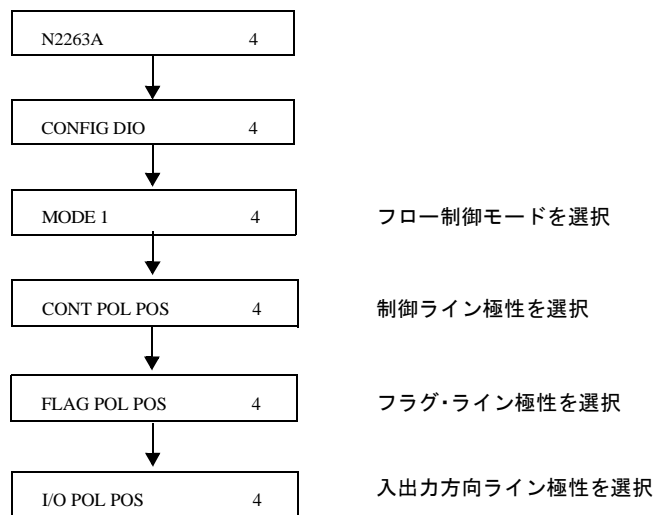 N2263A 4
CONFIG DIO 4
MODE 1 4 フロー制御モードを選択
CONT POL POS 4 制御ライン極性を選択
FLAG POL POS 4 フラグ・ライン極性を選択
I/O POL POS 4 入出力方向ライン極性を選択